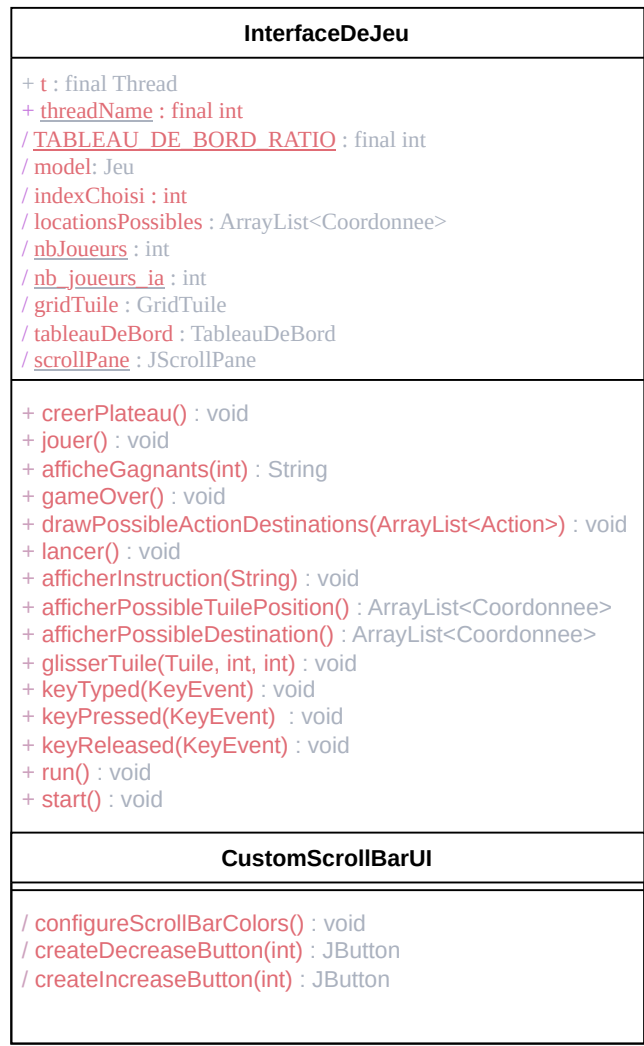 InterfaceDeJeu
+ t : final Thread
+ threadName : final int
/ TABLEAU_DE_BORD_RATIO : final int
/ model: Jeu
/ indexChoisi : int
/ locationsPossibles : ArrayList<Coordonnee>
/ nbJoueurs : int
/ nb_joueurs_ia : int
/ gridTuile : GridTuile
/ tableauDeBord : TableauDeBord
/ scrollPane : JScrollPane
+ creerPlateau() : void
+ jouer() : void
+ afficheGagnants(int) : String
+ gameOver() : void
+ drawPossibleActionDestinations(ArrayList<Action>) : void
+ lancer() : void
+ afficherInstruction(String) : void
+ afficherPossibleTuilePosition() : ArrayList<Coordonnee>
+ afficherPossibleDestination() : ArrayList<Coordonnee>
+ glisserTuile(Tuile, int, int) : void
+ keyTyped(KeyEvent) : void
+ keyPressed(KeyEvent)  : void
+ keyReleased(KeyEvent) : void
+ run() : void
+ start() : void
CustomScrollBarUI
/ configureScrollBarColors() : void
/ createDecreaseButton(int) : JButton
/ createIncreaseButton(int) : JButton